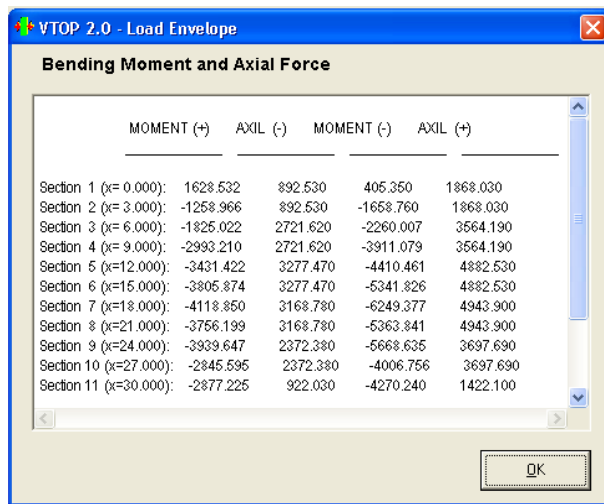 VTOP 2.0 - Load Envelope
Bending Moment and Axial Force
MOMENT (+) AXIL (-) MOMENT (-) AXIL (+)
Section 1 (x= 0.000): 1628.532 892.530 405.350 1868.030
Section 2 (x= 3.000): -1258.966 892.530 -1658.760 1868.030
Section 3 (x= 6.000): -1825.022 2721.620 -2260.007 3564.190
Section 4 (x= 9.000): -2993.210 2721.620 -3911.079 3564.190
Section 5 (x=12.000): -3431.422 3277.470 -4410.461 4882.530
Section 6 (x=15.000): -3805.874 3277.470 -5341.826 4882.530
Section 7 (x=18.000): -4118.850 3168.780 -6249.377 4943.900
Section 8 (x=21.000): -3756.199 3168.780 -5363.841 4943.900
Section 9 (x=24.000): -3939.647 2372.380 -5668.635 3697.690
Section 10 (x=27.000): -2845.595 2372.380 -4006.756 3697.690
Section 11 (x=30.000): -2877.225 922.030 -4270.240 1422.100
OK